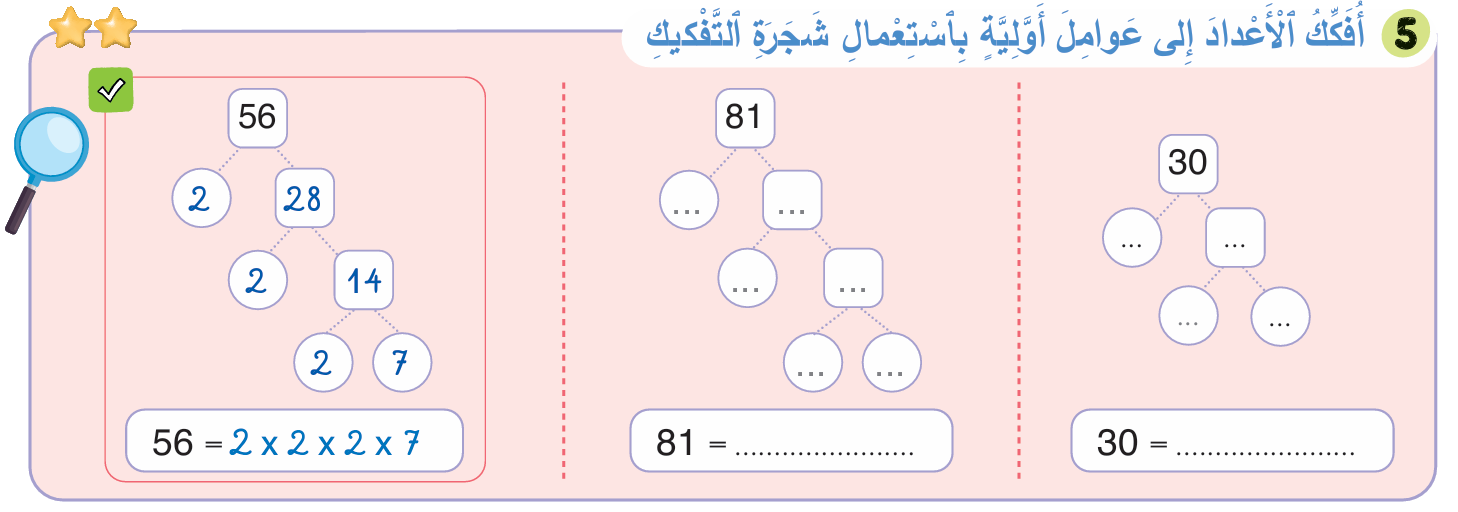 5 أُفَكِّكُ ٱلْأَعْدادَ إِلى عَوامِلَ أَوَّلِيَّةٍ بِٱسْتِعْمالِ شَجَرَةِ ٱلتَّفْكيكِ
56
2 28
2 14
2 7
56 = 2 x 2 x 2 x 7
81
... ...
... ...
... ...
81 = .......................
30
... ...
... ...
30 = .......................